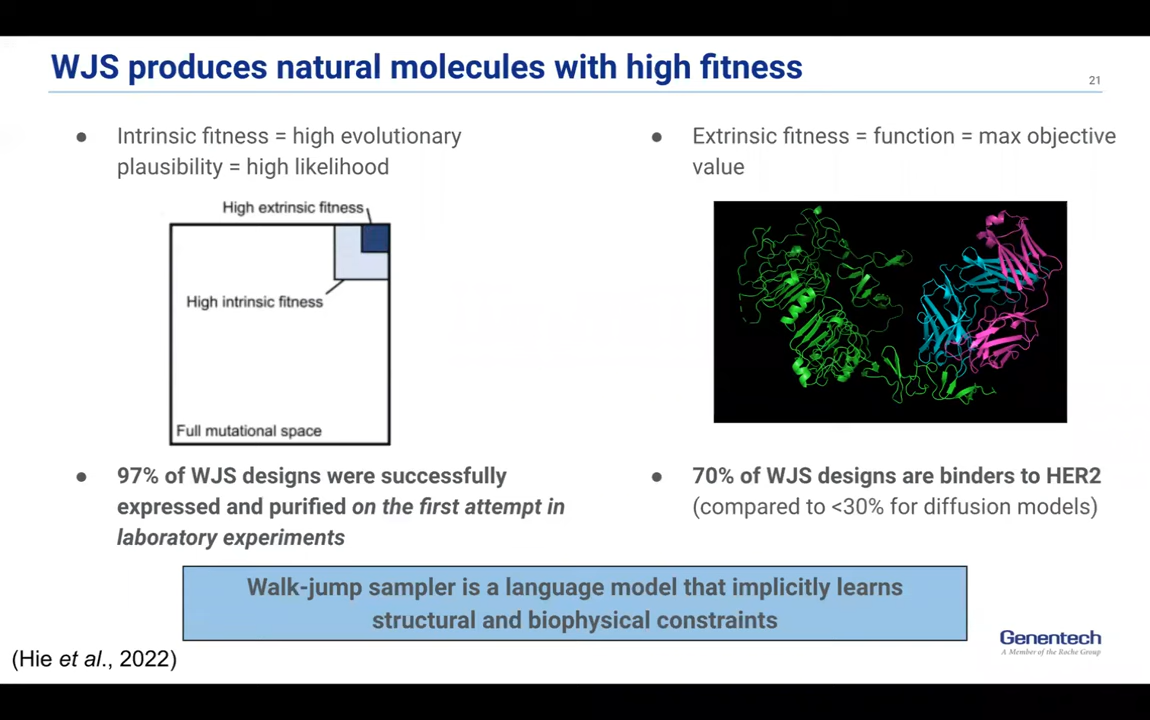 WJS produces natural molecules with high fitness
21
● Intrinsic fitness = high evolutionary
plausibility = high likelihood
High extrinsic fitness
High intrinsic fitness
Full mutational space
● 97% of WJS designs were successfully
expressed and purified on the first attempt in
laboratory experiments
● Extrinsic fitness = function = max objective
value
● 70% of WJS designs are binders to HER2
(compared to <30% for diffusion models)
Walk-jump sampler is a language model that implicitly learns
structural and biophysical constraints
(Hie et al., 2022)
Genentech
A Member of the Roche Group